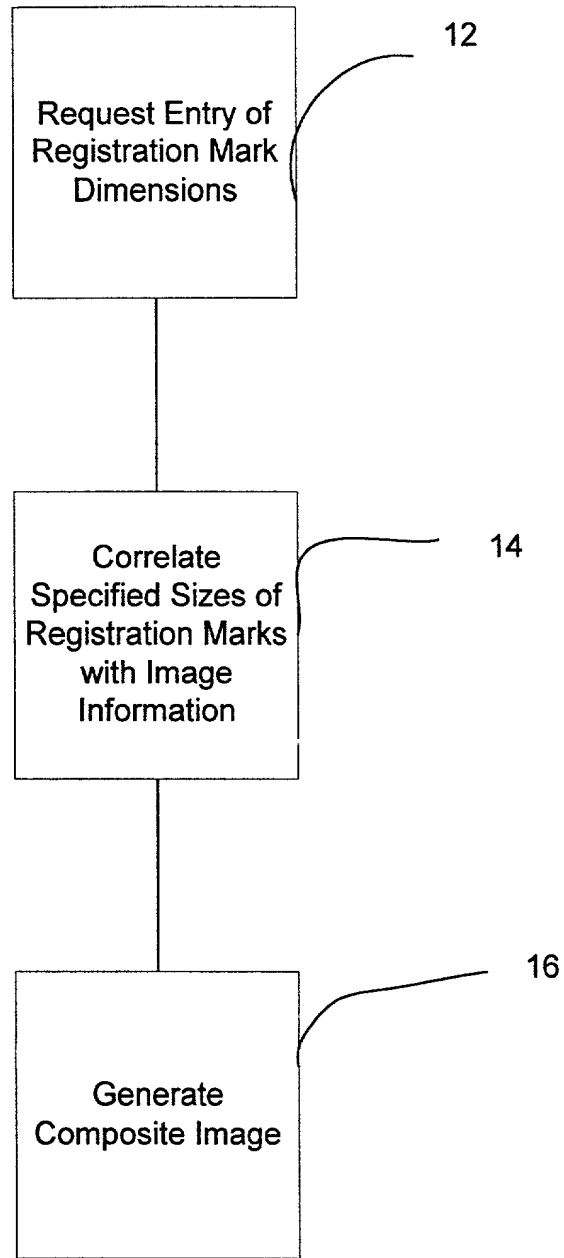 12
Request Entry of
Registration Mark
Dimensions
14
Correlate
Specified Sizes of
Registration Marks
with Image
Information
16
Generate
Composite Image